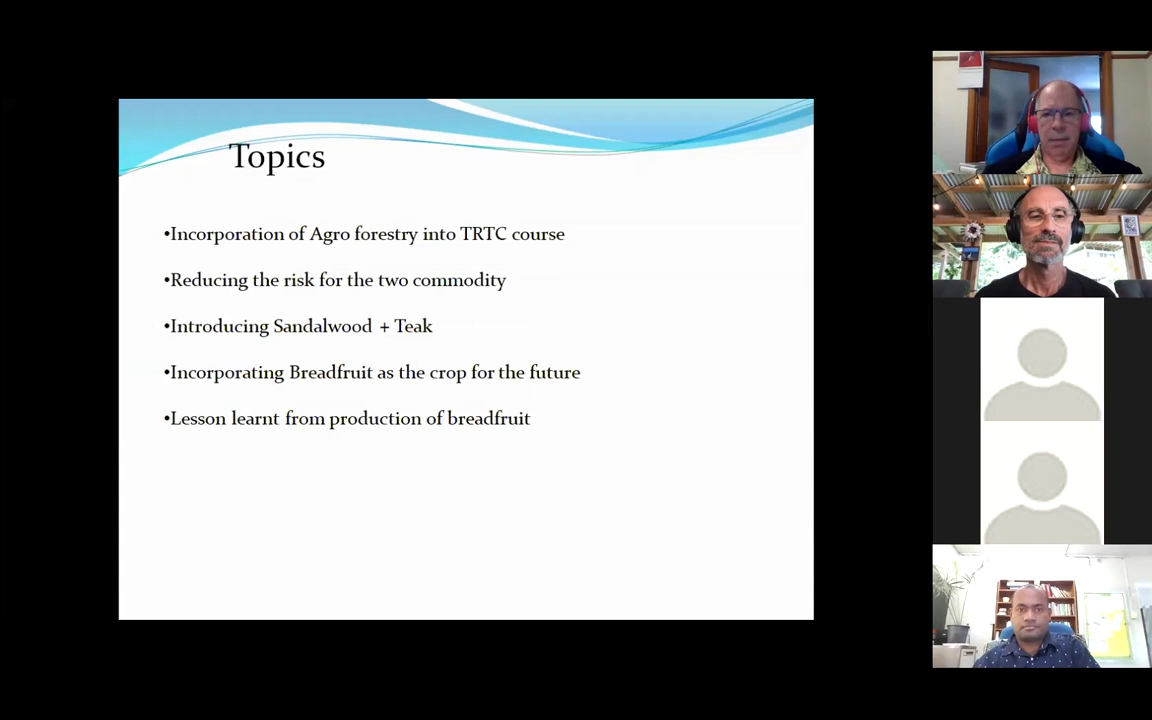 Topics
•Incorporation of Agro forestry into TRTC course
•Reducing the risk for the two commodity
•Introducing Sandalwood + Teak
•Incorporating Breadfruit as the crop for the future
•Lesson learnt from production of breadfruit